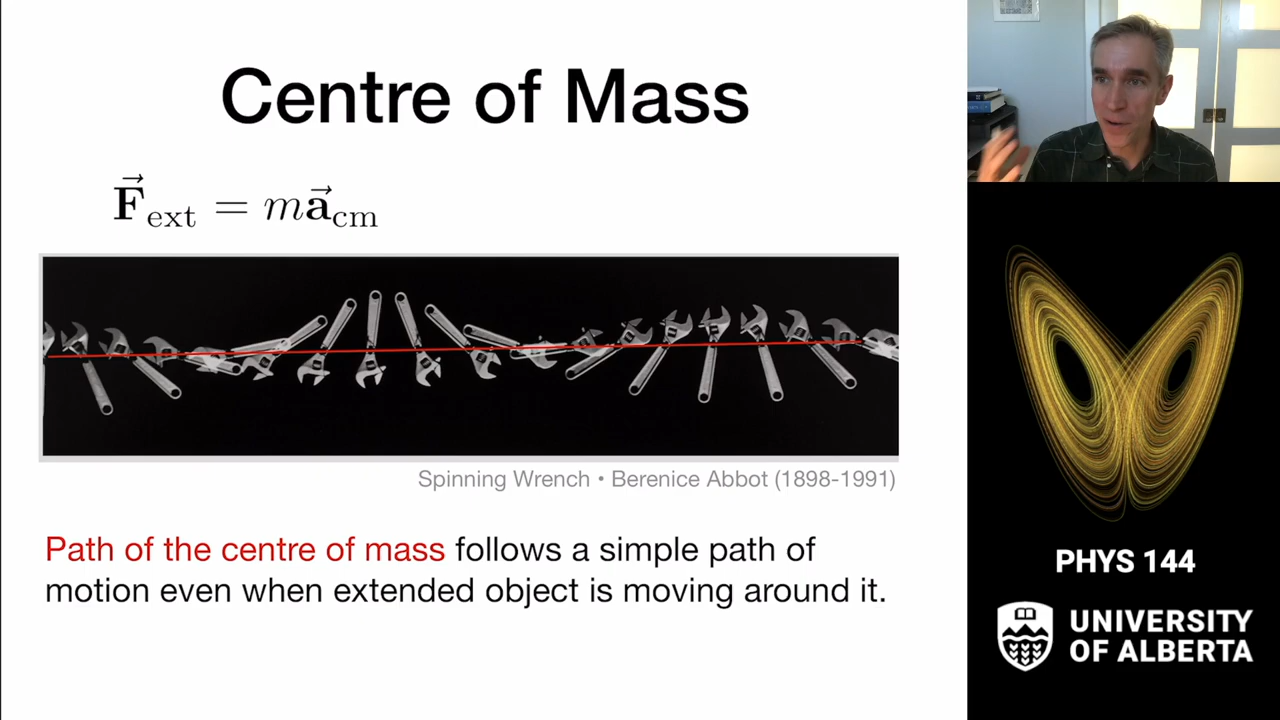 Centre of Mass
F⃗ext = ma⃗cm
Spinning Wrench • Berenice Abbot (1898-1991)
Path of the centre of mass follows a simple path of
motion even when extended object is moving around it.
PHYS 144
UNIVERSITY
OF ALBERTA